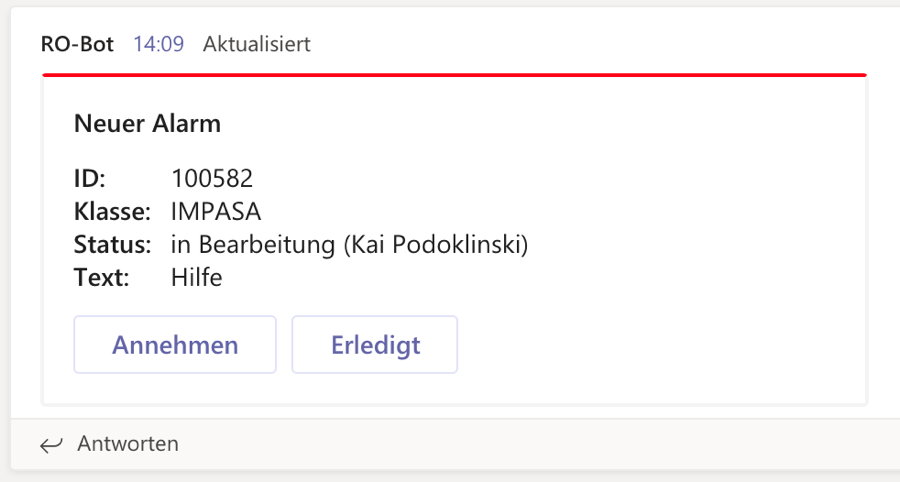 RO-Bot 14:09 Aktualisiert
Neuer Alarm
ID: 100582
Klasse: IMPASA
Status: in Bearbeitung (Kai Podoklinski)
Text: Hilfe
Annehmen Erledigt
Antworten